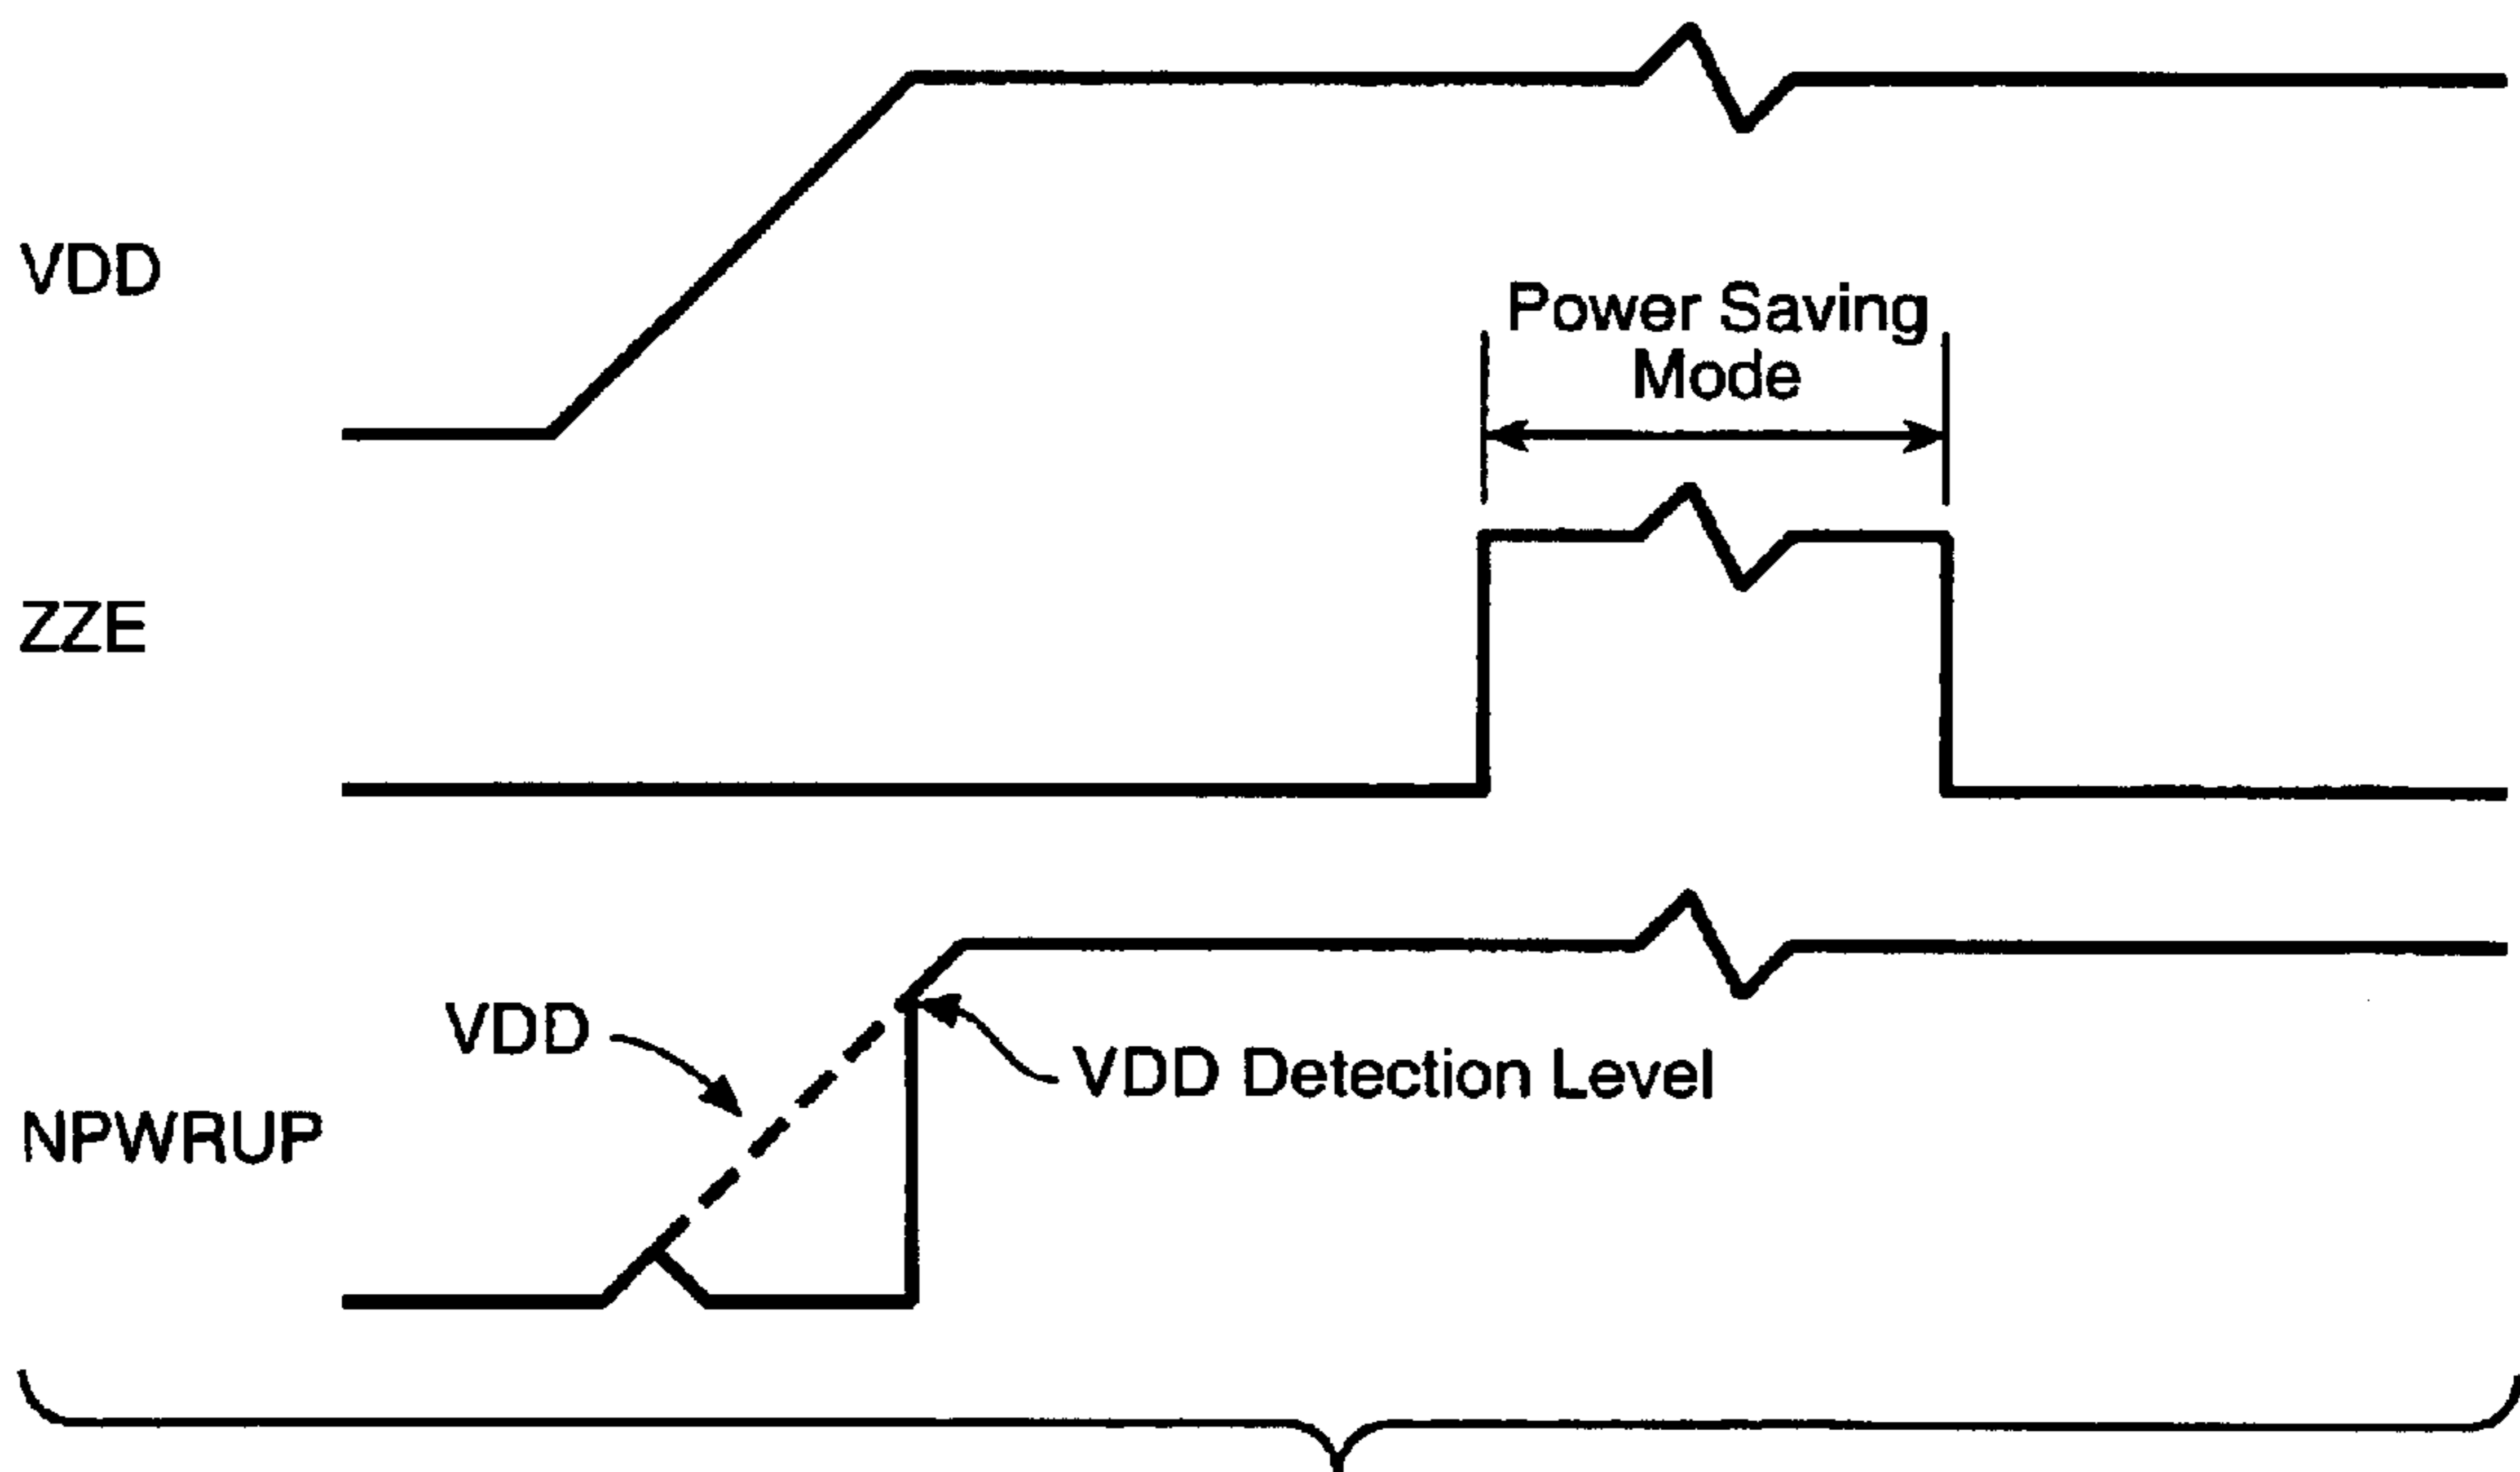 VDD
Power Saving
Mode
ZZE
VDD
VDD Detection Level
NPWRUP